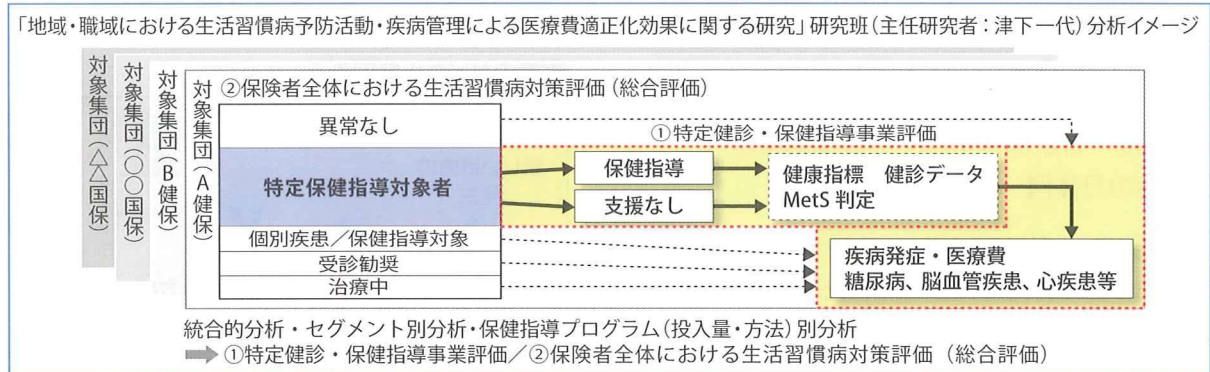 「地域・職域における生活習慣病予防活動・疾病管理による医療費適正化効果に関する研究」研究班(主任研究者:津下一代)分析イメージ
対象集団(△△国保)
対象集団(○○国保)
対象集団(B健保)
対象集団(A健保)
②保険者全体における生活習慣病対策評価(総合評価)
異常なし
①特定健診・保健指導事業評価
特定保健指導対象者
保健指導
支援なし
健康指標 健診データ
MetS 判定
個別疾患/保健指導対象
受診勧奨
治療中
疾病発症・医療費
糖尿病、脳血管疾患、心疾患等
統合的分析・セグメント別分析・保健指導プログラム(投入量・方法)別分析
①特定健診・保健指導事業評価/②保険者全体における生活習慣病対策評価(総合評価)